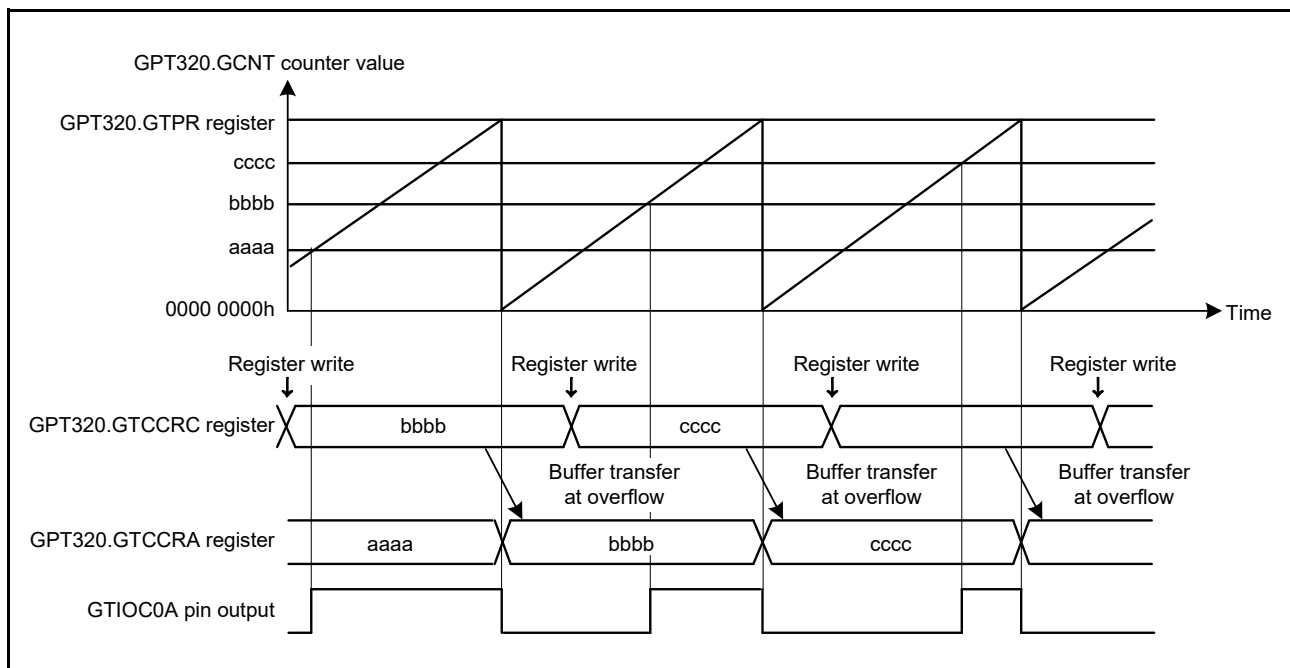 GPT320.GCNT counter value
GPT320.GTPR register
cccc
bbbb
aaaa
0000 0000h
Time
Register write
Register write
Register write
Register write
GPT320.GTCCRC register
bbbb
cccc
Buffer transfer
at overflow
Buffer transfer
at overflow
Buffer transfer
at overflow
GPT320.GTCCRA register
aaaa
bbbb
cccc
GTIOC0A pin output